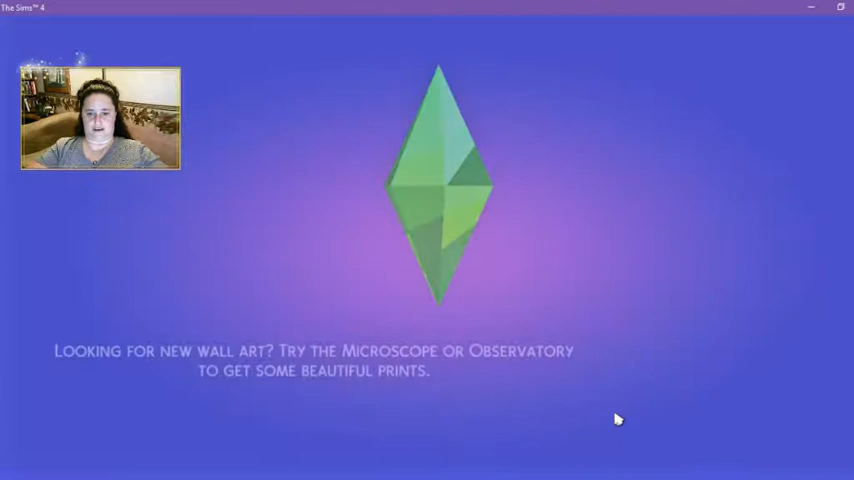 The Sims™ 4
LOOKING FOR NEW WALL ART? TRY THE MICROSCOPE OR OBSERVATORY
TO GET SOME BEAUTIFUL PRINTS.